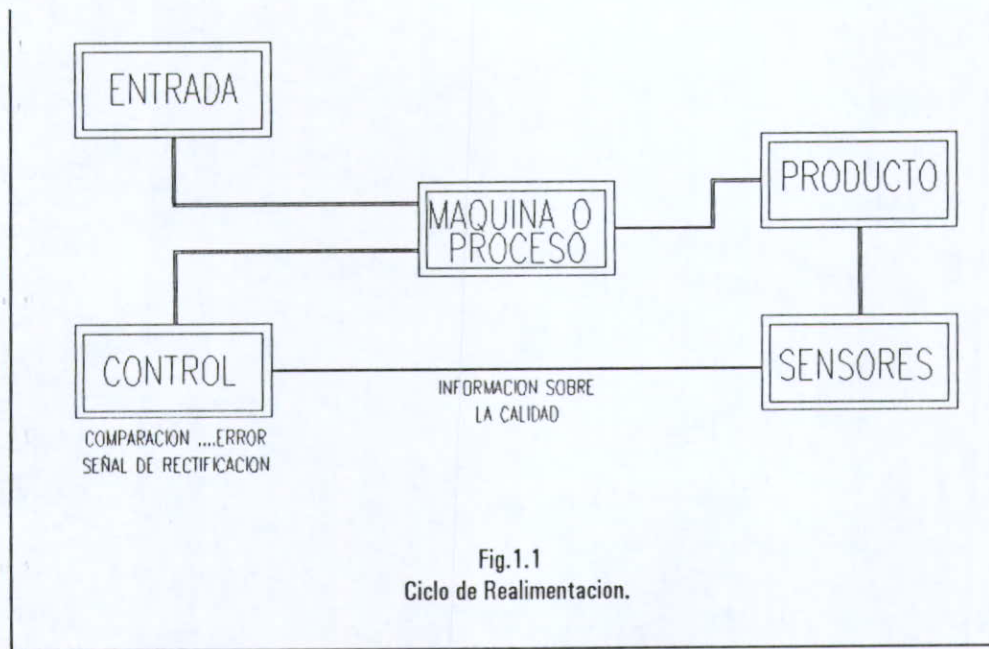 ENTRADA
MAQUINA O
PROCESO
PRODUCTO
CONTROL
SENSORES
INFORMACION SOBRE
LA CALIDAD
COMPARACION ....ERROR
SEÑAL DE RECTIFICACION
Fig.1.1
Ciclo de Realimentacion.